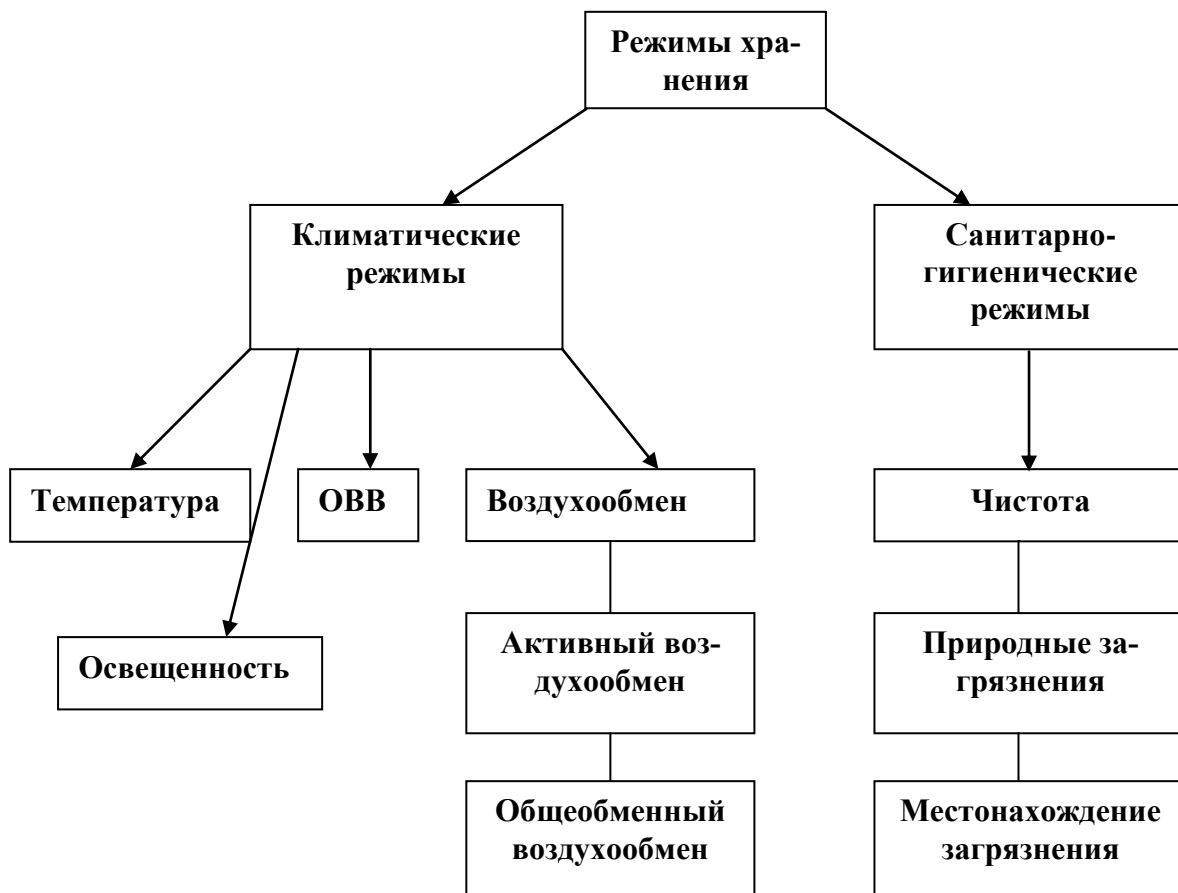 Режимы хра-
нения
Климатические
режимы
Санитарно-
гигиенические
режимы
Температура
ОВВ
Воздухообмен
Чистота
Освещенность
Активный воз-
духообмен
Природные за-
грязнения
Общеобменный
воздухообмен
Местонахождение
загрязнения